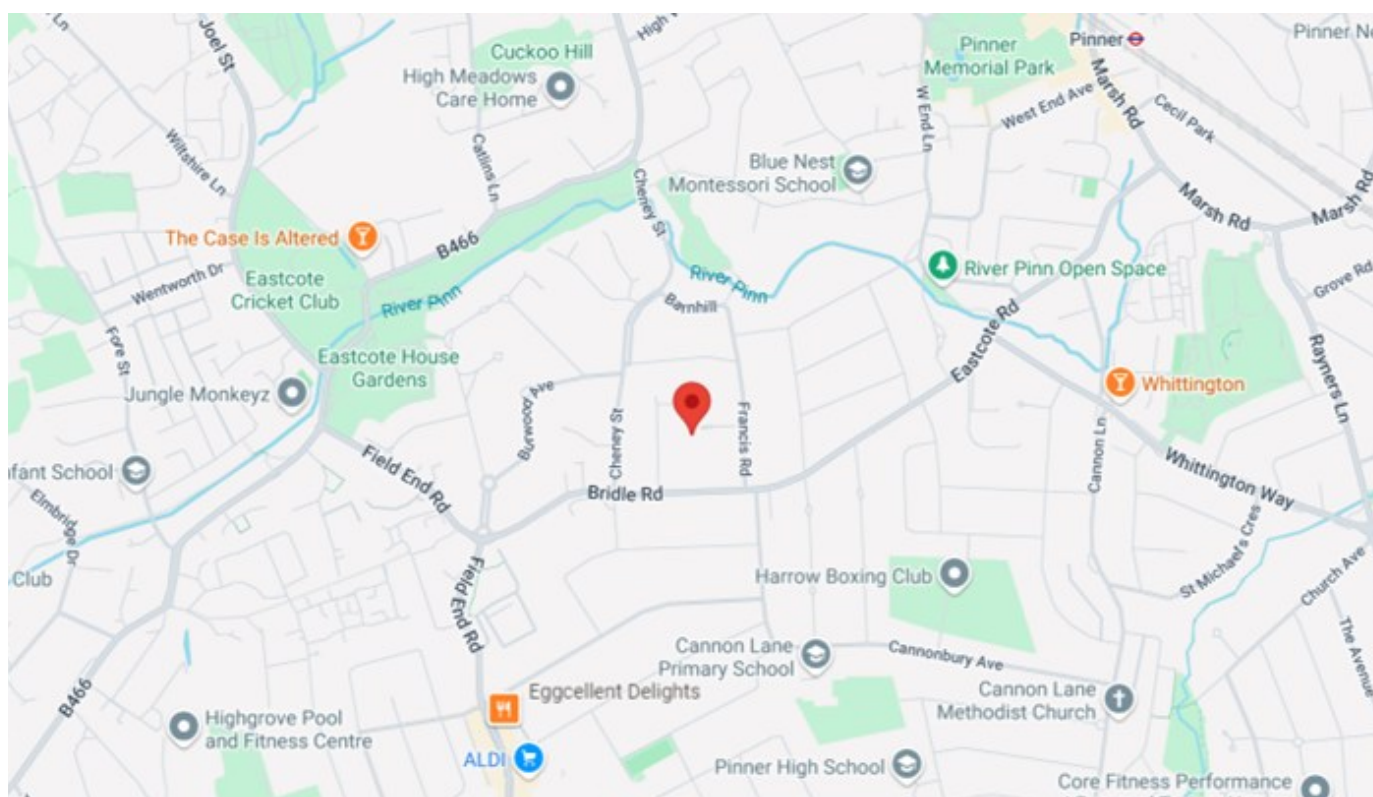 Joel St
High
Cuckoo Hill
High Meadows
Care Home
Pinner
Memorial Park
Pinner
Pinner
Marsh Rd
West End Ave
W End Ln
Cecil Park
Wiltshire Ln
Catlins Ln
Cheney St
Blue Nest
Montessori School
Marsh Rd
Marsh Rd
The Case Is Altered
B466
Wentworth Dr
Eastcote
Cricket Club
River Pinn
River Pinn
River Pinn Open Space
Grove Rd
Barnhill
Eastcote Rd
Fore St
Eastcote House
Gardens
Jungle Monkeyz
Burwood Ave
Cheney St
Francis Rd
Whittington
Rayners Ln
Cannon Ln
Field End Rd
nfant School
Elmbridge Dr
Bridle Rd
Whittington Way
St Michael's Cres
Club
Field End Rd
Harrow Boxing Club
Church Ave
The Avenue
Cannon Lane
Primary School
Cannonbury Ave
B466
Eggcellent Delights
Cannon Lane
Methodist Church
Highgrove Pool
and Fitness Centre
ALDI
Pinner High School
Core Fitness Performance